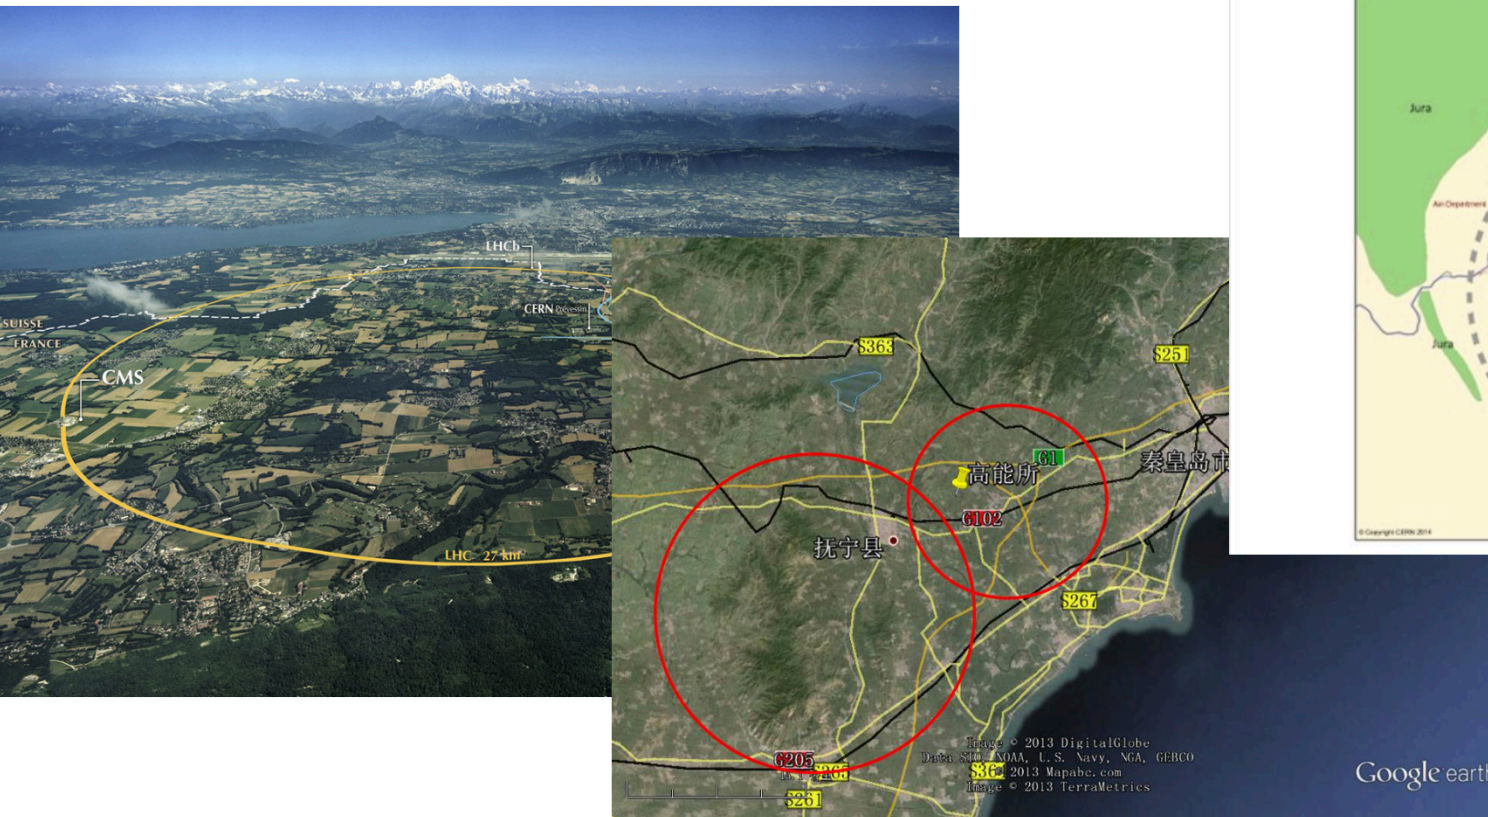 LHCb
CERN Prévessin
SUISSE
FRANCE
CMS
LHC 27 km
S363
S251
G1
高能所
秦皇岛市
G102
抚宁县
S267
G205
S261
Image © 2013 DigitalGlobe
Data SIO, NOAA, U.S. Navy, NGA, GEBCO
Image © 2013 Mapabc.com
Image © 2013 TerraMetrics
Jura
Ain Department
Jura
© Copyright CERN 2014
Google earth